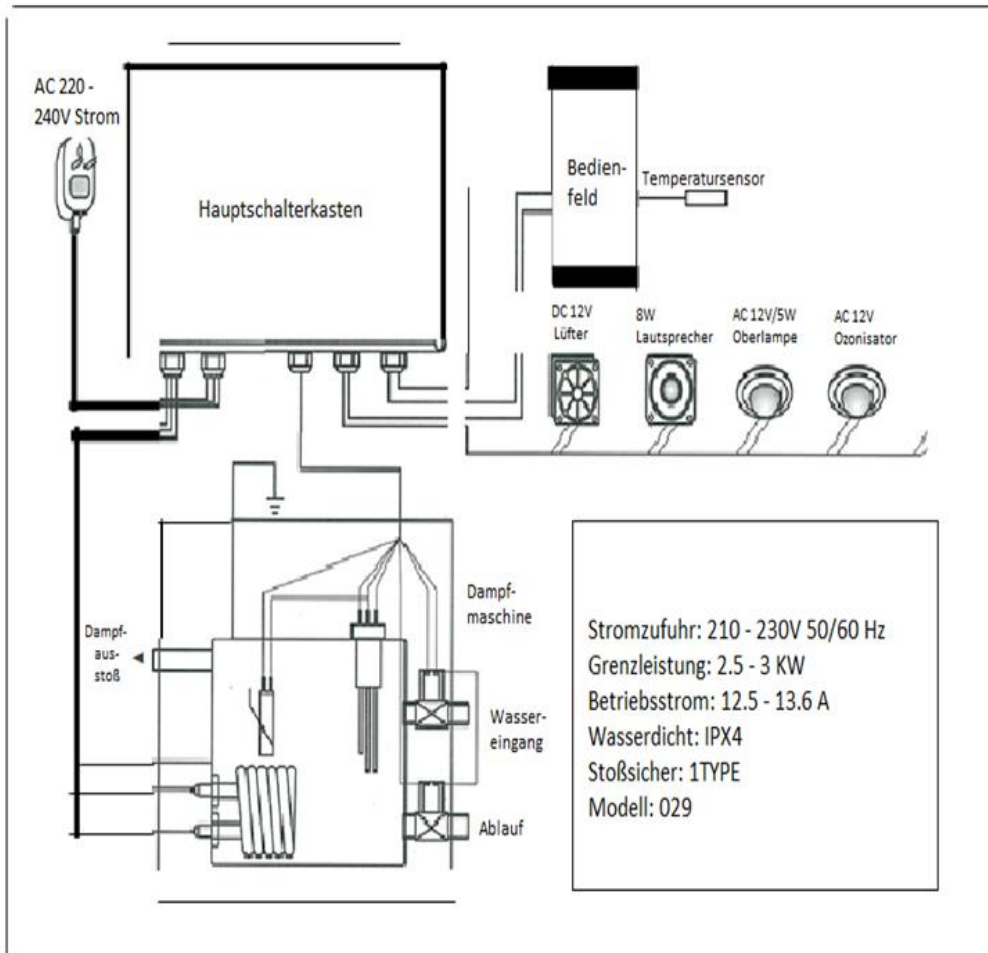 AC 220 -
240V Strom
Hauptschalterkasten
Bedien-
feld
Temperatursensor
DC 12V
Lüfter
8W
Lautsprecher
AC 12V/5W
Oberlampe
AC 12V
Ozonisator
Dampf-
maschine
Dampf-
aus-
stoß
Wasser-
eingang
Ablauf
Stromzufuhr: 210 - 230V 50/60 Hz
Grenzleistung: 2.5 - 3 KW
Betriebsstrom: 12.5 - 13.6 A
Wasserdicht: IPX4
Stoßsicher: 1TYPE
Modell: 029